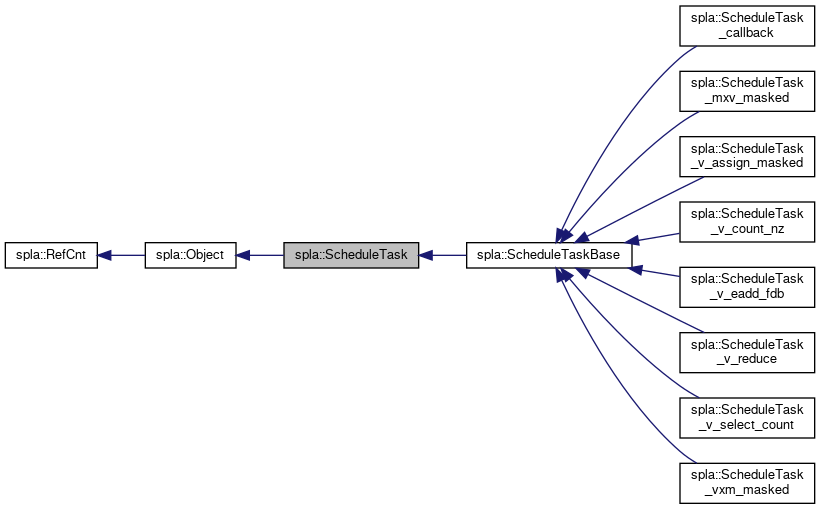 spla::ScheduleTask
_callback
spla::ScheduleTask
_mxv_masked
spla::ScheduleTask
_v_assign_masked
spla::ScheduleTask
_v_count_nz
spla::RefCnt
spla::Object
spla::ScheduleTask
spla::ScheduleTaskBase
spla::ScheduleTask
_v_eadd_fdb
spla::ScheduleTask
_v_reduce
spla::ScheduleTask
_v_select_count
spla::ScheduleTask
_vxm_masked